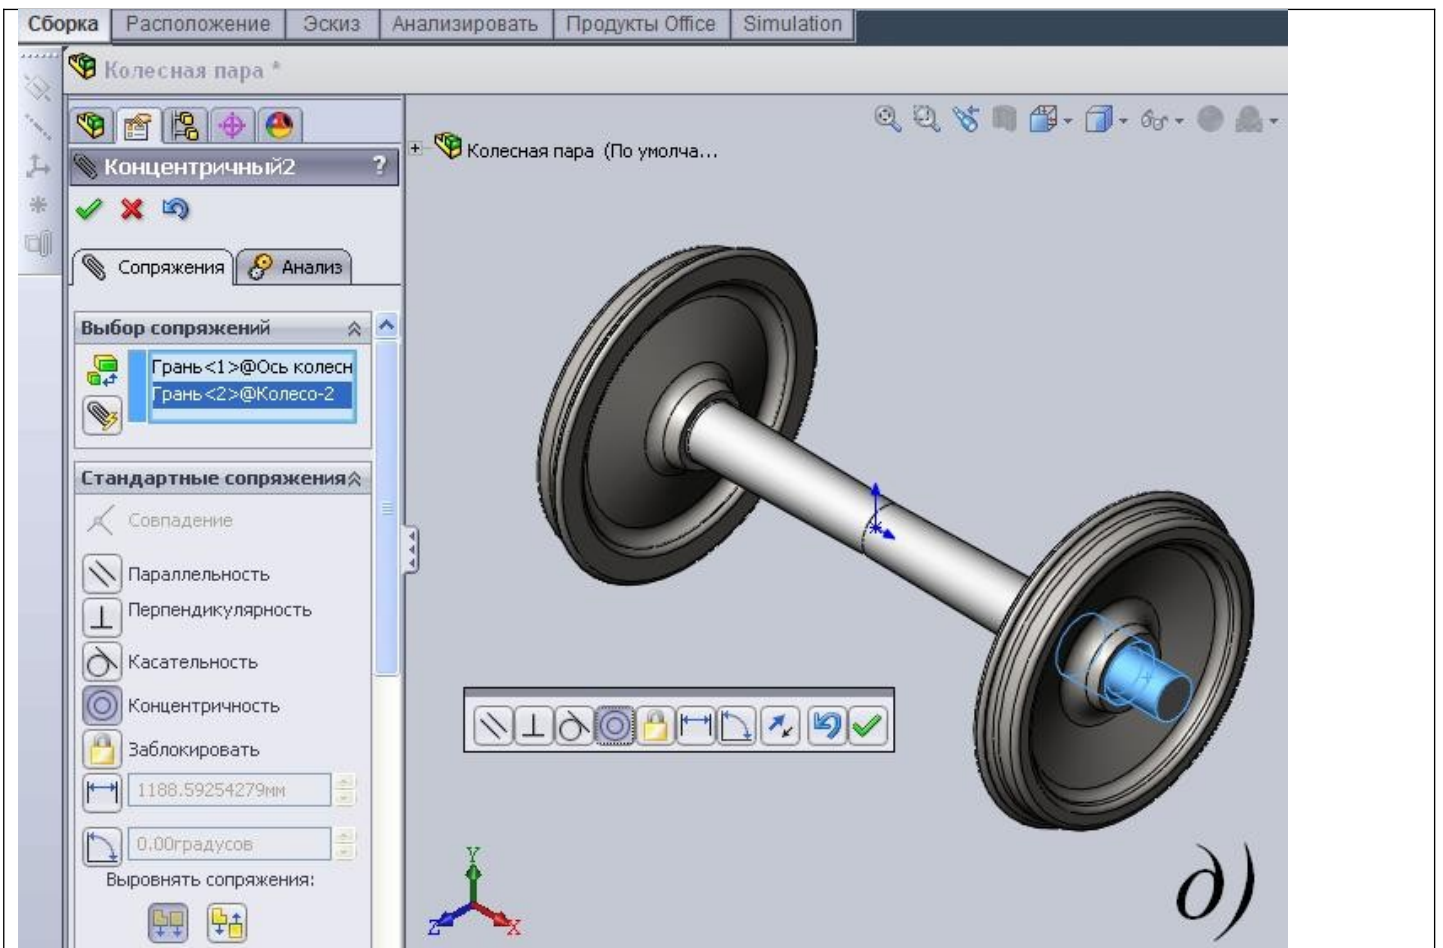 Сборка Расположение Эскиз Анализировать Продукты Office Simulation
Колесная пара *
Колесная пара (По умолча...
Концентричный2 ?
Сопряжения Анализ
Выбор сопряжений
Грань<1>@Ось колесн
Грань<2>@Колесо-2
Стандартные сопряжения
Совпадение
Параллельность
Перпендикулярность
Касательность
Концентричность
Заблокировать
1188.59254279мм
0.00градусов
Выровнять сопряжения:
Y
Z X
д)